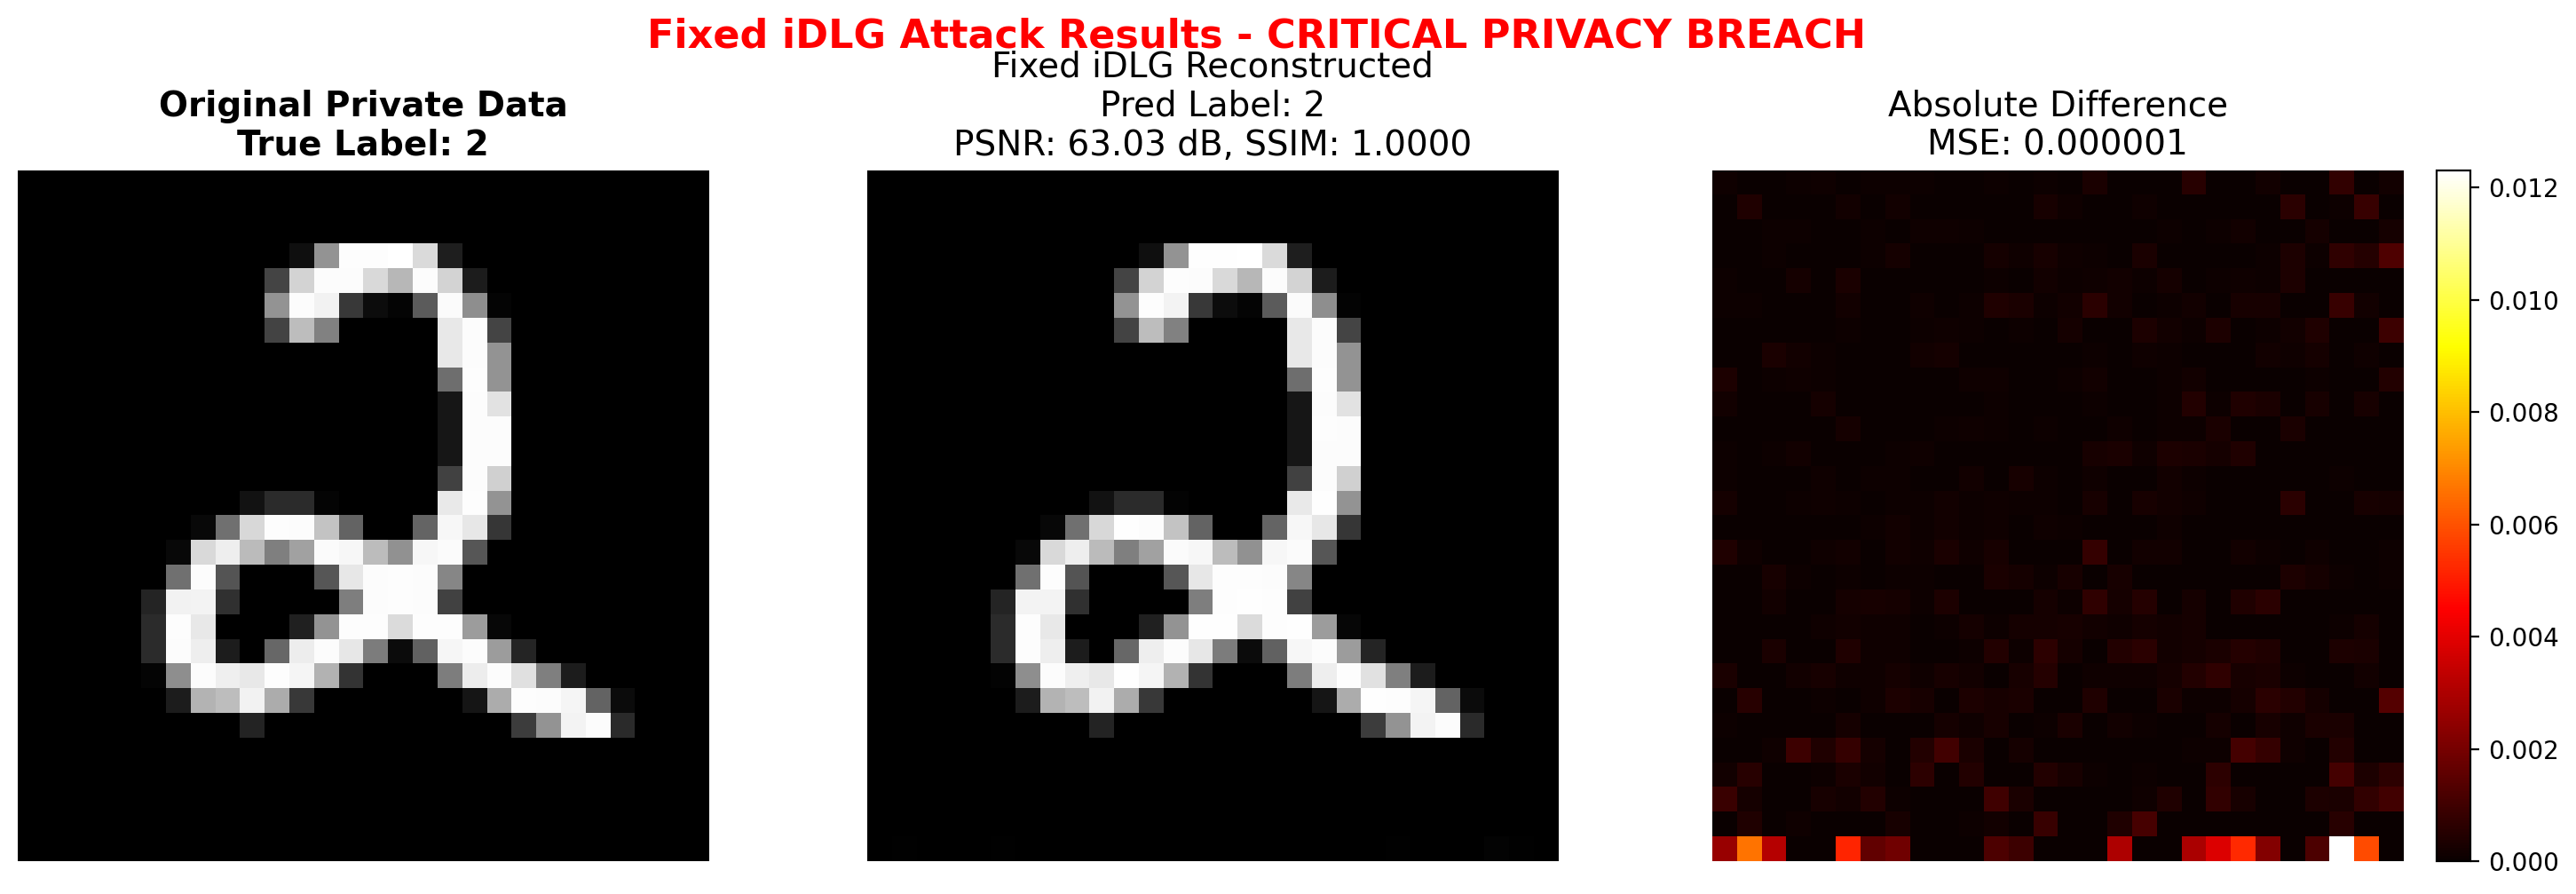 Fixed iDLG Attack Results - CRITICAL PRIVACY BREACH
Original Private Data
True Label: 2
Fixed iDLG Reconstructed
Pred Label: 2
PSNR: 63.03 dB, SSIM: 1.0000
Absolute Difference
MSE: 0.000001
0.012
0.010
0.008
0.006
0.004
0.002
0.000
2
2